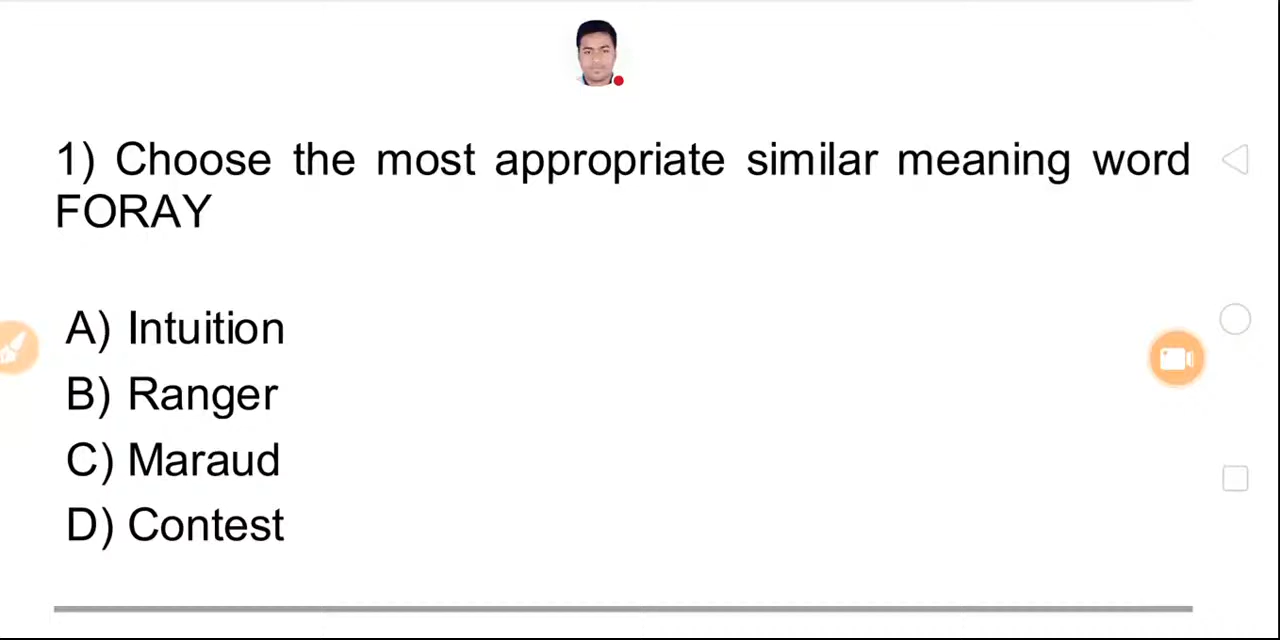 1) Choose the most appropriate similar meaning word
FORAY
A) Intuition
B) Ranger
C) Maraud
D) Contest